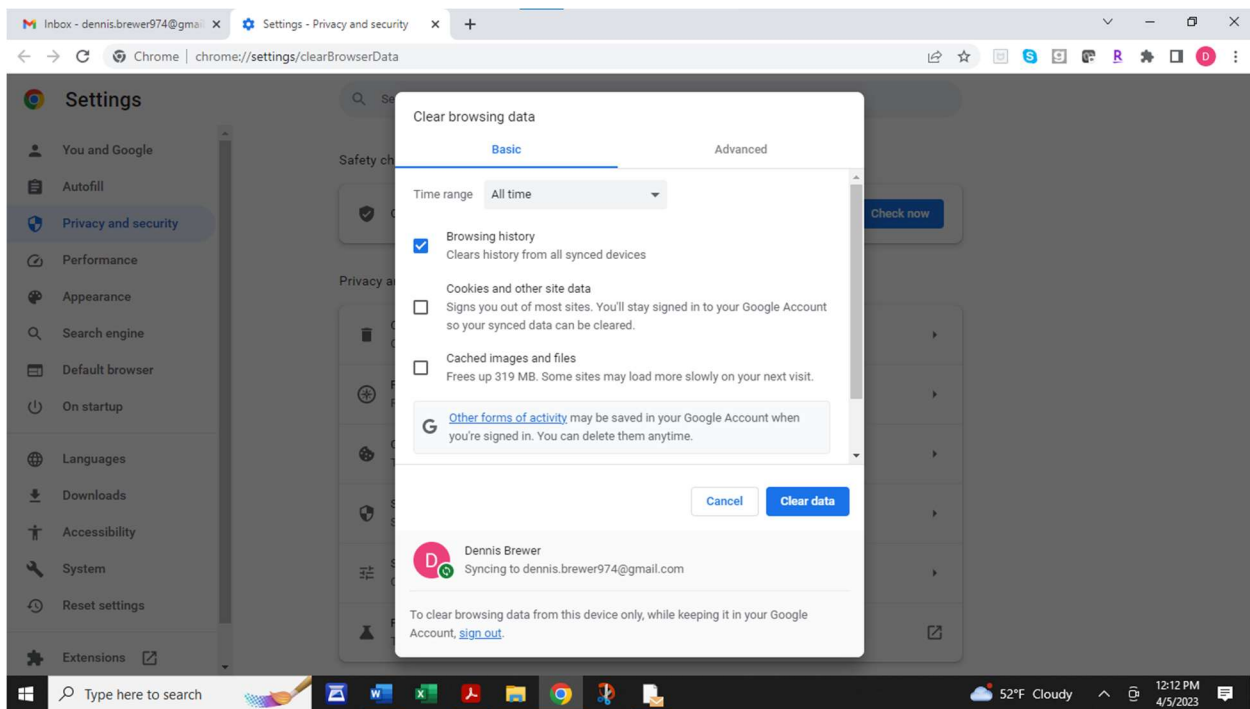 Inbox - dennis.brewer974@gmai
Settings - Privacy and security
Chrome | chrome://settings/clearBrowserData
R
D
Settings
Se
You and Google
Autofill
Privacy and security
Performance
Appearance
Search engine
Default browser
On startup
Languages
Downloads
Accessibility
System
Reset settings
Extensions
Safety ch
Check now
Privacy a
Clear browsing data
Basic Advanced
Time range All time
Browsing history
Clears history from all synced devices
Cookies and other site data
Signs you out of most sites. You'll stay signed in to your Google Account
so your synced data can be cleared.
Cached images and files
Frees up 319 MB. Some sites may load more slowly on your next visit.
G
Other forms of activity may be saved in your Google Account when
you're signed in. You can delete them anytime.
Cancel Clear data
D
Dennis Brewer
Syncing to dennis.brewer974@gmail.com
To clear browsing data from this device only, while keeping it in your Google
Account, sign out.
Type here to search
52°F Cloudy
12:12 PM
4/5/2023